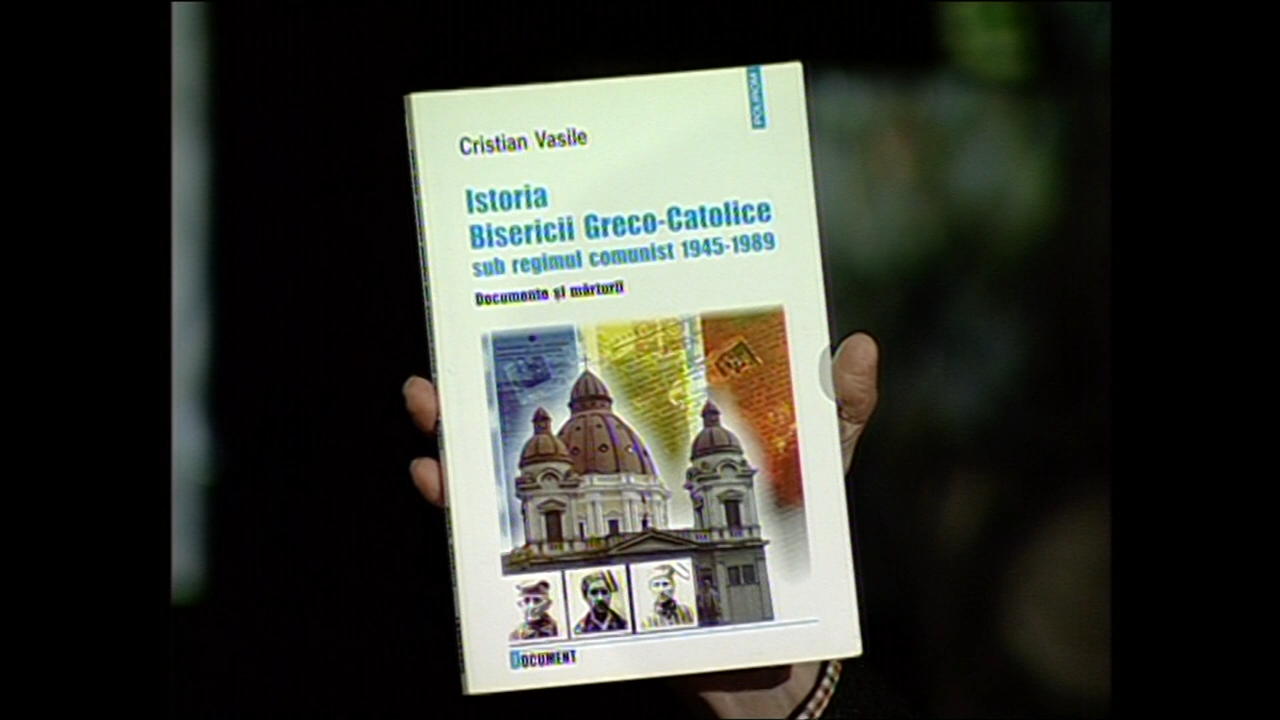 POLIROM
Cristian Vasile
Istoria
Bisericii Greco-Catolice
sub regimul comunist 1945-1989
Documente și mărturii
DOCUMENT